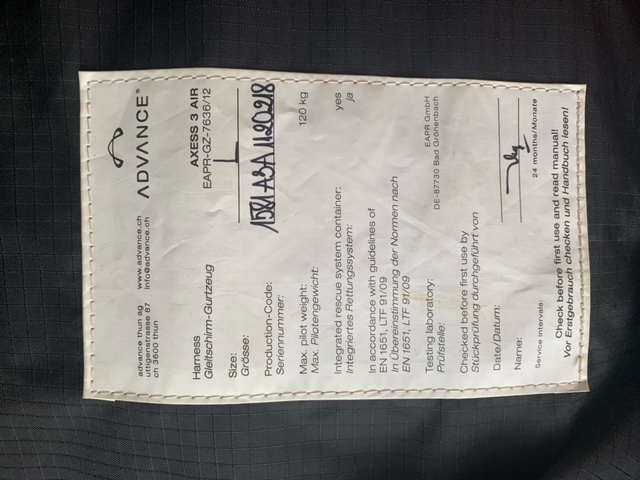 advance thun ag www.advance.ch
uttigenstrasse 87 info@advance.ch
ch 3600 thun
ADVANCE®
Harness AXESS 3 AIR
Gleitschirm-Gurtzeug EAPR-GZ-7636/12
Size: L
Grösse:
Production-Code:
Seriennummer:
Max. pilot weight: 120 kg
Max. Pilotengewicht:
Integrated rescue system container: yes
Integriertes Rettungssystem: ja
In accordance with guidelines of
EN 1651, LTF 91/09
In Übereinstimmung der Normen nach
EN 1651, LTF 91/09
Testing laboratory: EAPR GmbH
Prüfstelle: DE-87730 Bad Grönenbach
Checked before first use by
Stückprüfung durchgeführt von
Date/Datum:
Name:
Service intervals: 24 months/Monate
Check before first use and read manual!
Vor Erstgebrauch checken und Handbuch lesen!